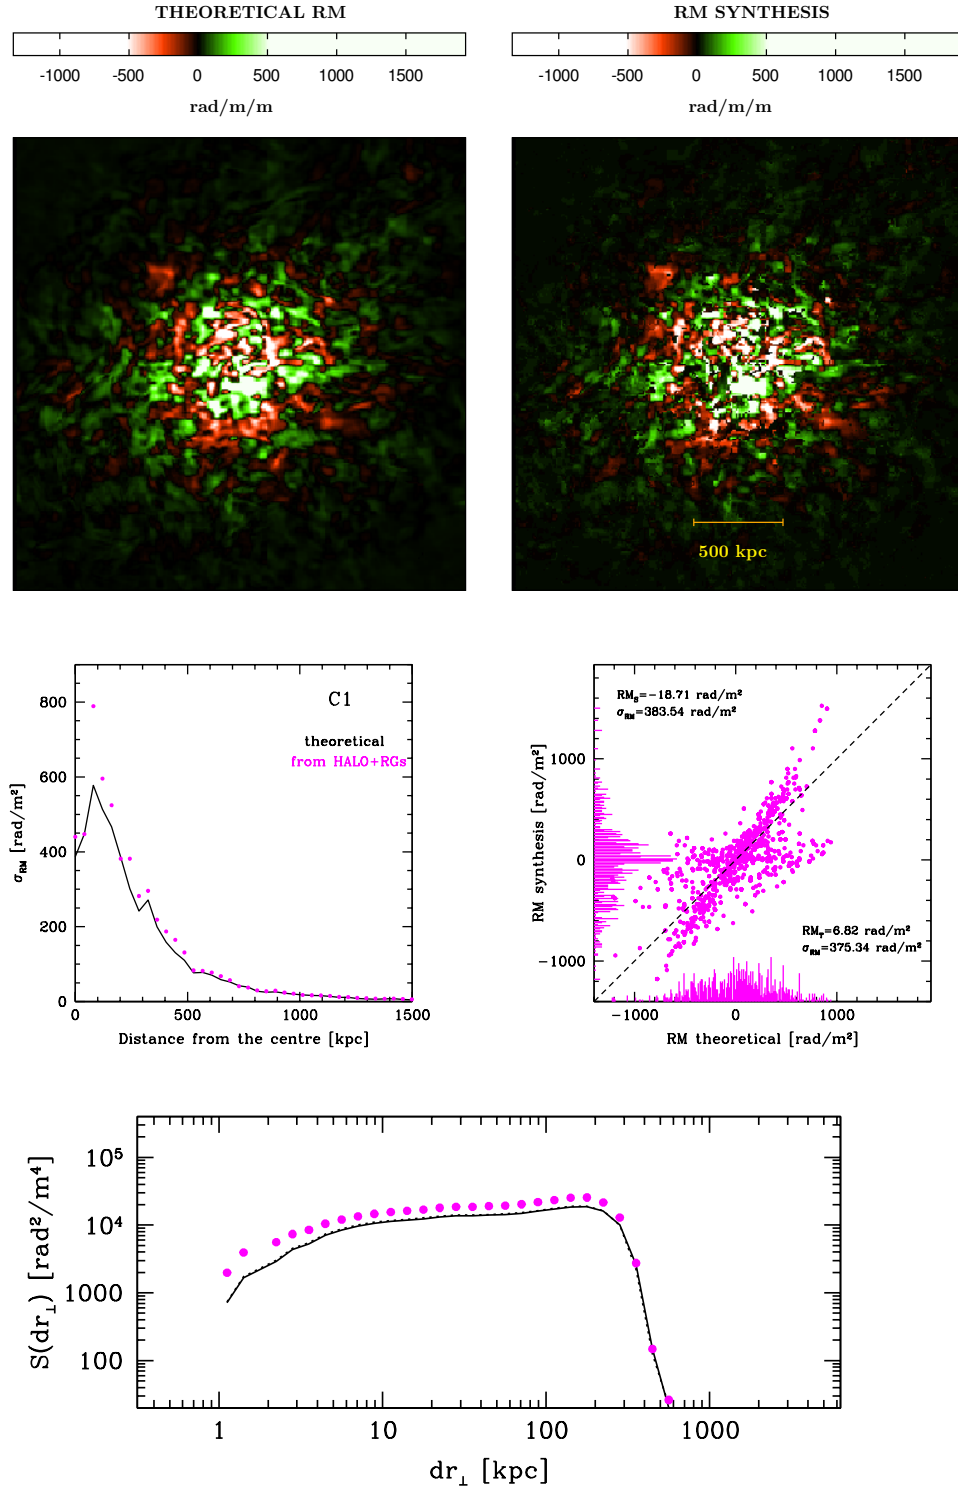 THEORETICAL RM
RM SYNTHESIS
-1000 -500 0 500 1000 1500
-1000 -500 0 500 1000 1500
rad/m/m
rad/m/m
500 kpc
C1
theoretical
from HALO+RGs
800
600
400
200
0
σRM [rad/m²]
0 500 1000 1500
Distance from the centre [kpc]
RMS=−18.71 rad/m²
σRM=383.54 rad/m²
RMT=6.82 rad/m²
σRM=375.34 rad/m²
1000
0
−1000
RM synthesis [rad/m²]
−1000 0 1000
RM theoretical [rad/m²]
10⁵
10⁴
1000
100
S(dr⊥) [rad²/m⁴]
1 10 100 1000
dr⊥ [kpc]